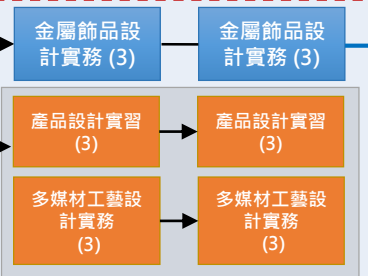 金屬飾品設
計實務 (3)
金屬飾品設
計實務 (3)
產品設計實習
(3)
產品設計實習
(3)
多媒材工藝設
計實務
(3)
多媒材工藝設
計實務
(3)